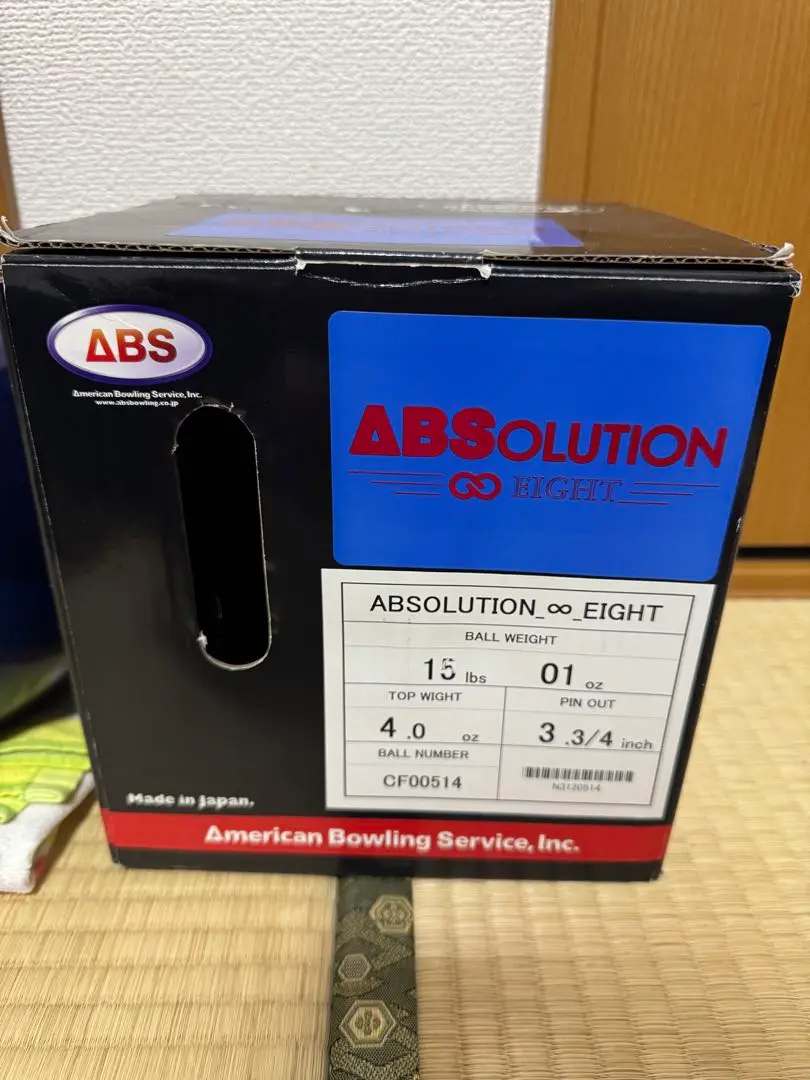 ABS
American Bowling Service, Inc.
www.absbowling.co.jp
ABSOLUTION
∞ EIGHT
ABSOLUTION_∞_EIGHT
BALL WEIGHT
15 lbs 01 oz
TOP WIGHT
4 .0 oz
PIN OUT
3 .3/4 inch
BALL NUMBER
CF00514
N3120514
Made in Japan.
American Bowling Service, Inc.